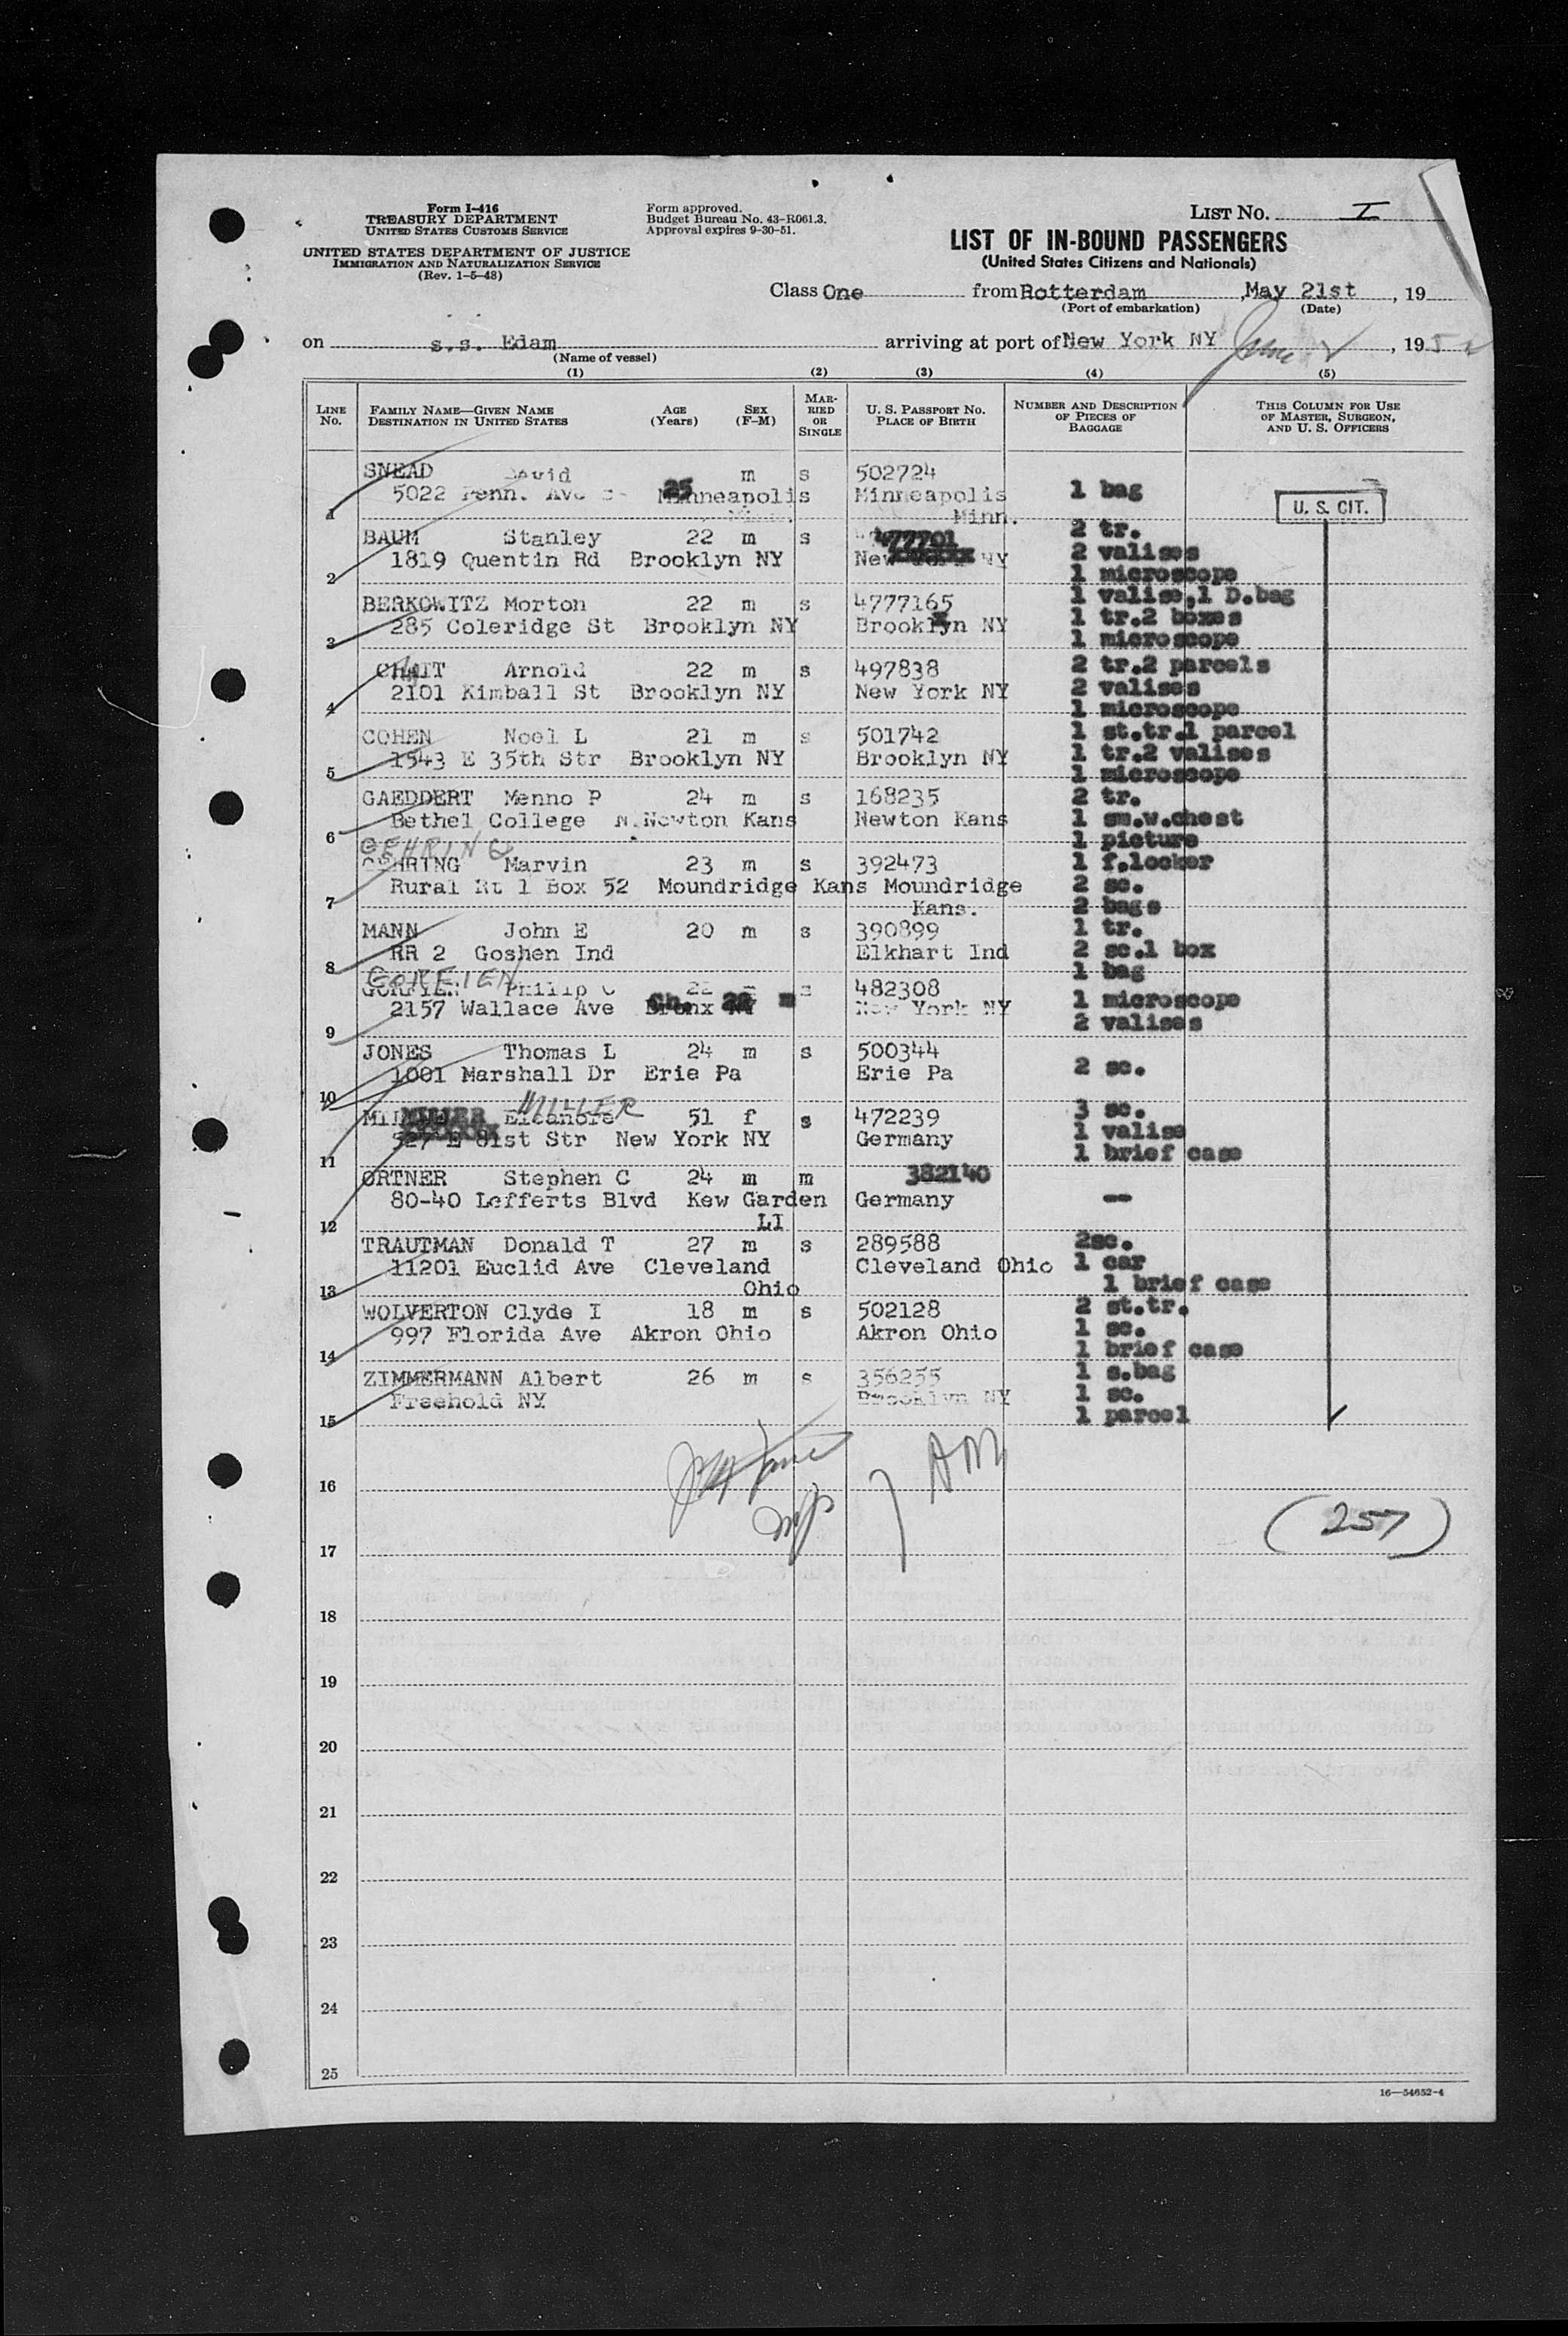 Form I-416
TREASURY DEPARTMENT
UNITED STATES CUSTOMS SERVICE
UNITED STATES DEPARTMENT OF JUSTICE
IMMIGRATION AND NATURALIZATION SERVICE
(Rev. 1-5-48)
Form approved.
Budget Bureau No. 43-R061.3.
Approval expires 9-30-51.
LIST NO. I
LIST OF IN-BOUND PASSENGERS
(United States Citizens and Nationals)
Class One from Rotterdam, May 21st, 19
(Port of embarkation) (Date)
on s.s. Edam arriving at port of New York NY June 2, 195
(Name of vessel)
(1) (2) (3) (4) (5)
LINE NO.
FAMILY NAME—GIVEN NAME AGE SEX
DESTINATION IN UNITED STATES (Years) (F-M)
MARRIED OR SINGLE
U. S. PASSPORT NO.
PLACE OF BIRTH
NUMBER AND DESCRIPTION
OF PIECES OF
BAGGAGE
THIS COLUMN FOR USE
OF MASTER, SURGEON,
AND U. S. OFFICERS
1 SNEAD David 25 m s 502724
5022 Penn. Ave Minneapolis s Minneapolis 1 bag
Minn. Minn.
U. S. CIT.
2 BAUM Stanley 22 m s 477701 2 tr.
1819 Quentin Rd Brooklyn NY New NY 2 valises
1 microscope
3 BERKOWITZ Morton 22 m s 4777165 1 valise,1 D.bag
285 Coleridge St Brooklyn NY Brooklyn NY 1 tr.2 boxes
1 microscope
4 CHAIT Arnold 22 m s 497838 2 tr.2 parcels
2101 Kimball St Brooklyn NY New York NY 2 valises
1 microscope
5 COHEN Noel L 21 m s 501742 1 st.tr.1 parcel
1543 E 35th Str Brooklyn NY Brooklyn NY 1 tr.2 valises
1 microscope
6 GAEDDERT Menno P 24 m s 168235 2 tr.
Bethel College N.Newton Kans Newton Kans 1 sm.w.chest
1 picture
GEHRING
7 GEHRING Marvin 23 m s 392473 1 f.locker
Rural Rt 1 Box 52 Moundridge Kans Moundridge 2 sc.
Kans. 2 bags
8 MANN John E 20 m s 390899 1 tr.
RR 2 Goshen Ind Elkhart Ind 2 sc.1 box
1 bag
GORFIEN
9 GORFIEN Philip C 22 s 482308 1 microscope
2157 Wallace Ave Bronx NY Gh. 22 m New York NY 2 valises
10 JONES Thomas L 24 m s 500344
1001 Marshall Dr Erie Pa Erie Pa 2 sc.
MILLER
11 MILLER Eleanore 51 f s 472239 3 sc.
527 E 81st Str New York NY Germany 1 valise
1 brief case
12 ORTNER Stephen C 24 m m 382140
80-40 Lefferts Blvd Kew Garden Germany --
LI
13 TRAUTMAN Donald T 27 m s 289588 2sc.
11201 Euclid Ave Cleveland Cleveland Ohio 1 car
Ohio 1 brief case
14 WOLVERTON Clyde I 18 m s 502128 2 st.tr.
997 Florida Ave Akron Ohio Akron Ohio 1 sc.
1 brief case
15 ZIMMERMANN Albert 26 m s 356255 1 s.bag
Freehold NY Brooklyn NY 1 sc.
1 parcel
16
(257)
17
18
19
20
21
22
23
24
25
16—54652-4